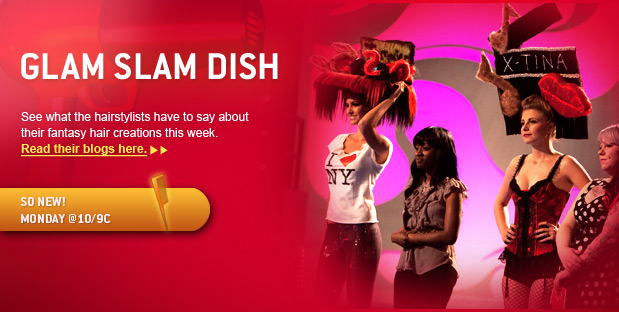 GLAM SLAM DISH
See what the hairstylists have to say about
their fantasy hair creations this week.
Read their blogs here.
SO NEW!
MONDAY @10/9C
X-TINA
I ♥
NY